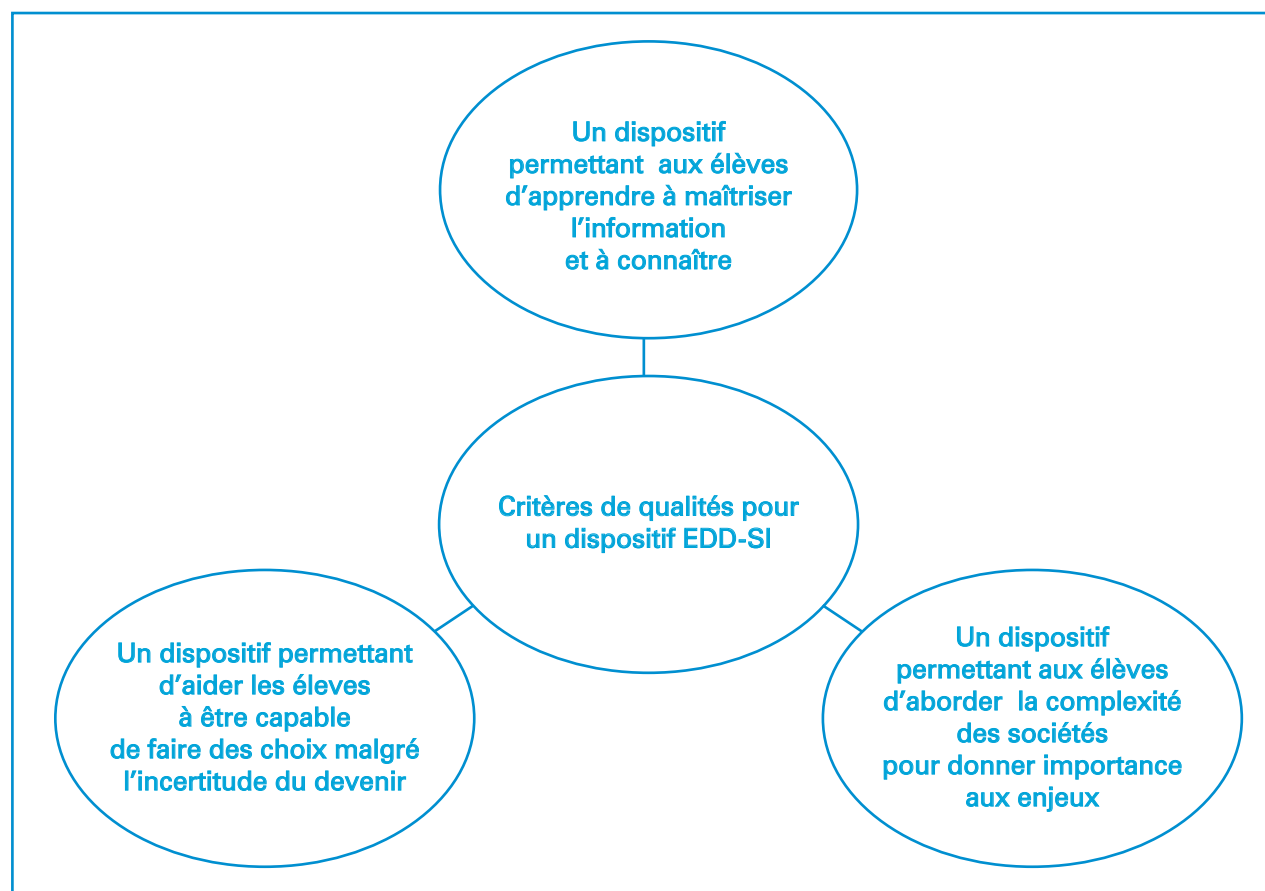 Un dispositif
permettant  aux élèves
d'apprendre à maîtriser
l'information
et à connaître
Critères de qualités pour
un dispositif EDD-SI
Un dispositif permettant
d'aider les éleves
à être capable
de faire des choix malgré
l'incertitude du devenir
Un dispositif
permettant aux élèves
d'aborder  la complexité
des sociétés
pour donner importance
aux enjeux